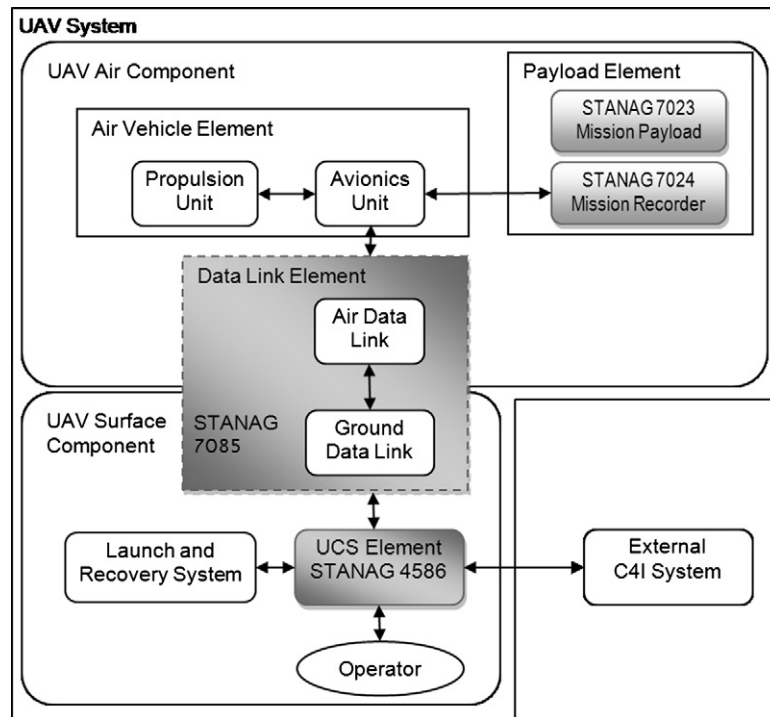 UAV System
UAV Air Component
Payload Element
STANAG 7023
Mission Payload
Air Vehicle Element
Propulsion
Unit
Avionics
Unit
STANAG 7024
Mission Recorder
Data Link Element
Air Data
Link
UAV Surface
Component
STANAG
7085
Ground
Data Link
Launch and
Recovery System
UCS Element
STANAG 4586
External
C4I System
Operator